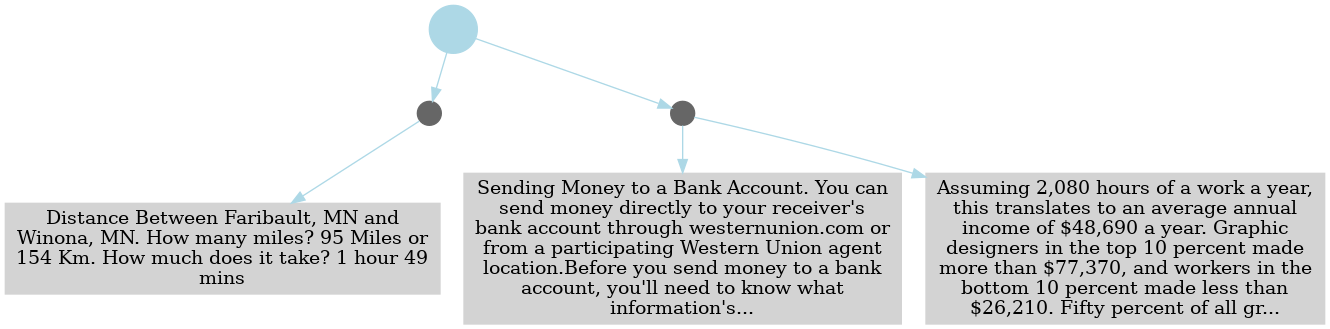 Distance Between Faribault, MN and
Winona, MN. How many miles? 95 Miles or
154 Km. How much does it take? 1 hour 49
mins
Sending Money to a Bank Account. You can
send money directly to your receiver's
bank account through westernunion.com or
from a participating Western Union agent
location.Before you send money to a bank
account, you'll need to know what
information's...
Assuming 2,080 hours of a work a year,
this translates to an average annual
income of $48,690 a year. Graphic
designers in the top 10 percent made
more than $77,370, and workers in the
bottom 10 percent made less than
$26,210. Fifty percent of all gr...